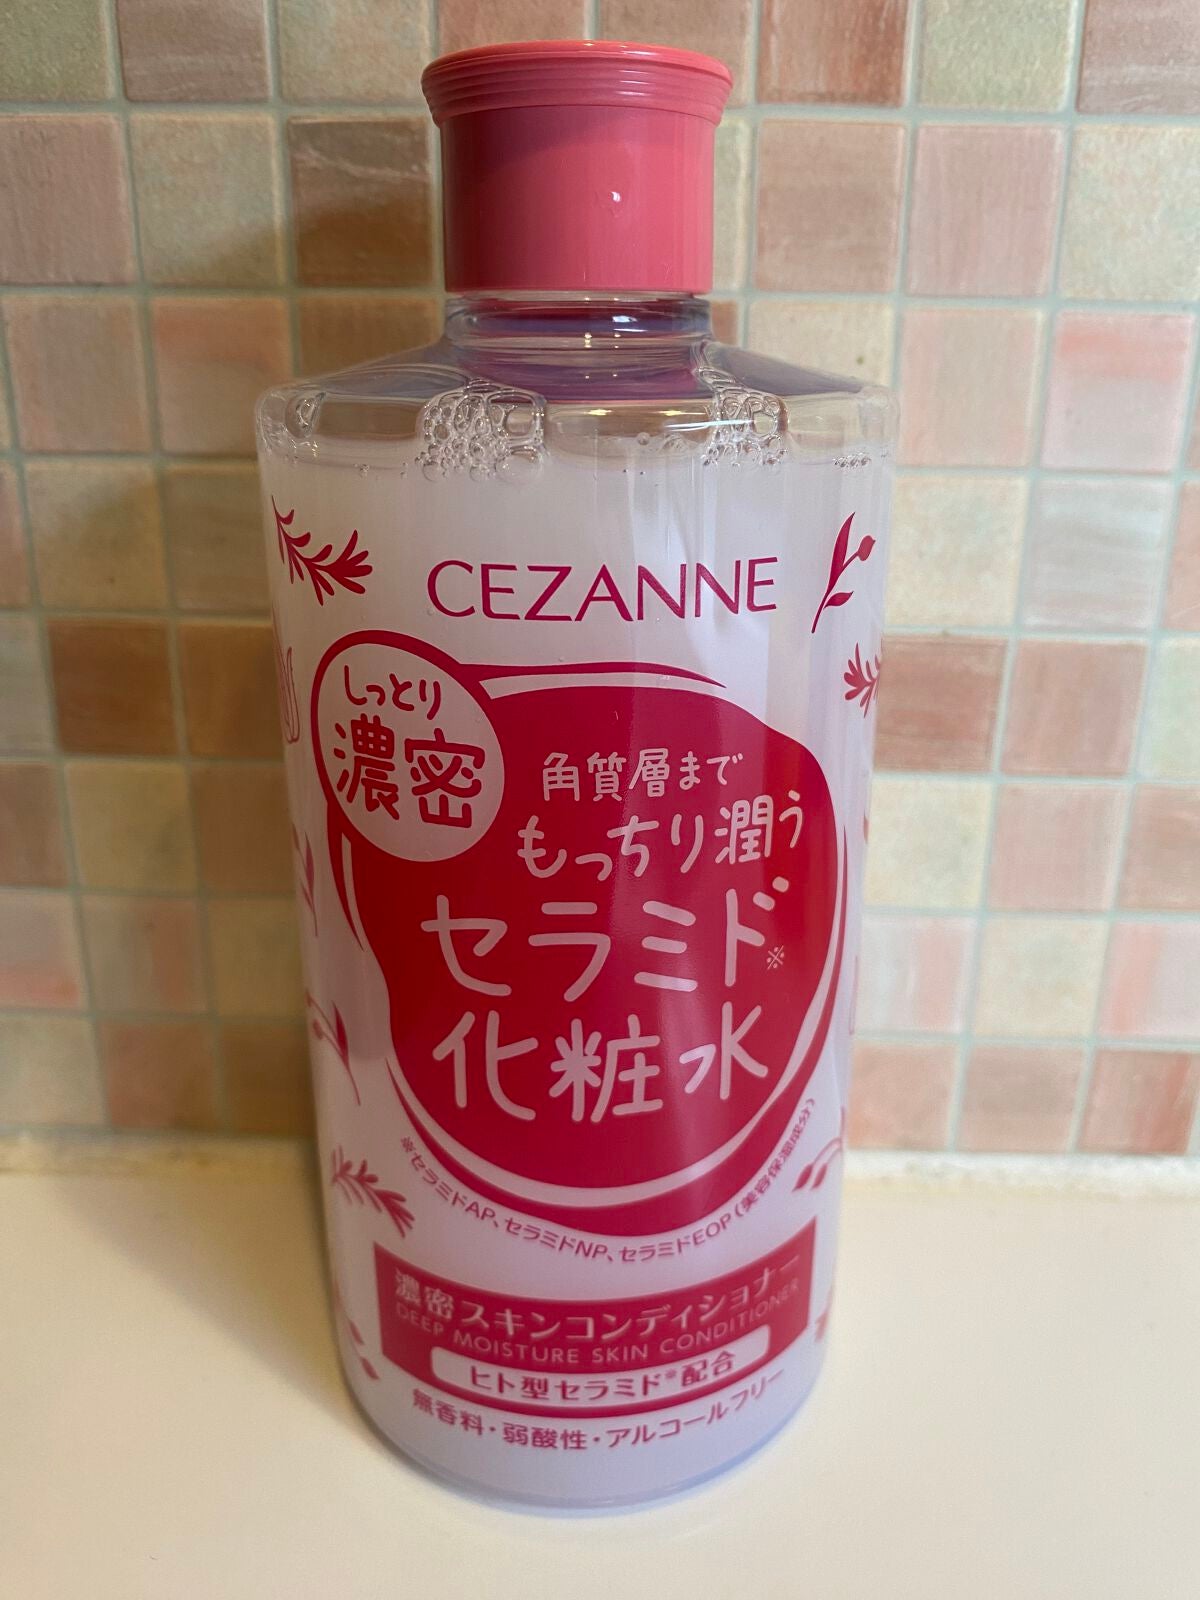 CEZANNE
しっとり
濃密
角質層まで
もっちり潤う
セラミド※
化粧水
※セラミドAP、セラミドNP、セラミドEOP(美容保湿成分)
濃密スキンコンディショナー
DEEP MOISTURE SKIN CONDITIONER
ヒト型セラミド※配合
無香料・弱酸性・アルコールフリー